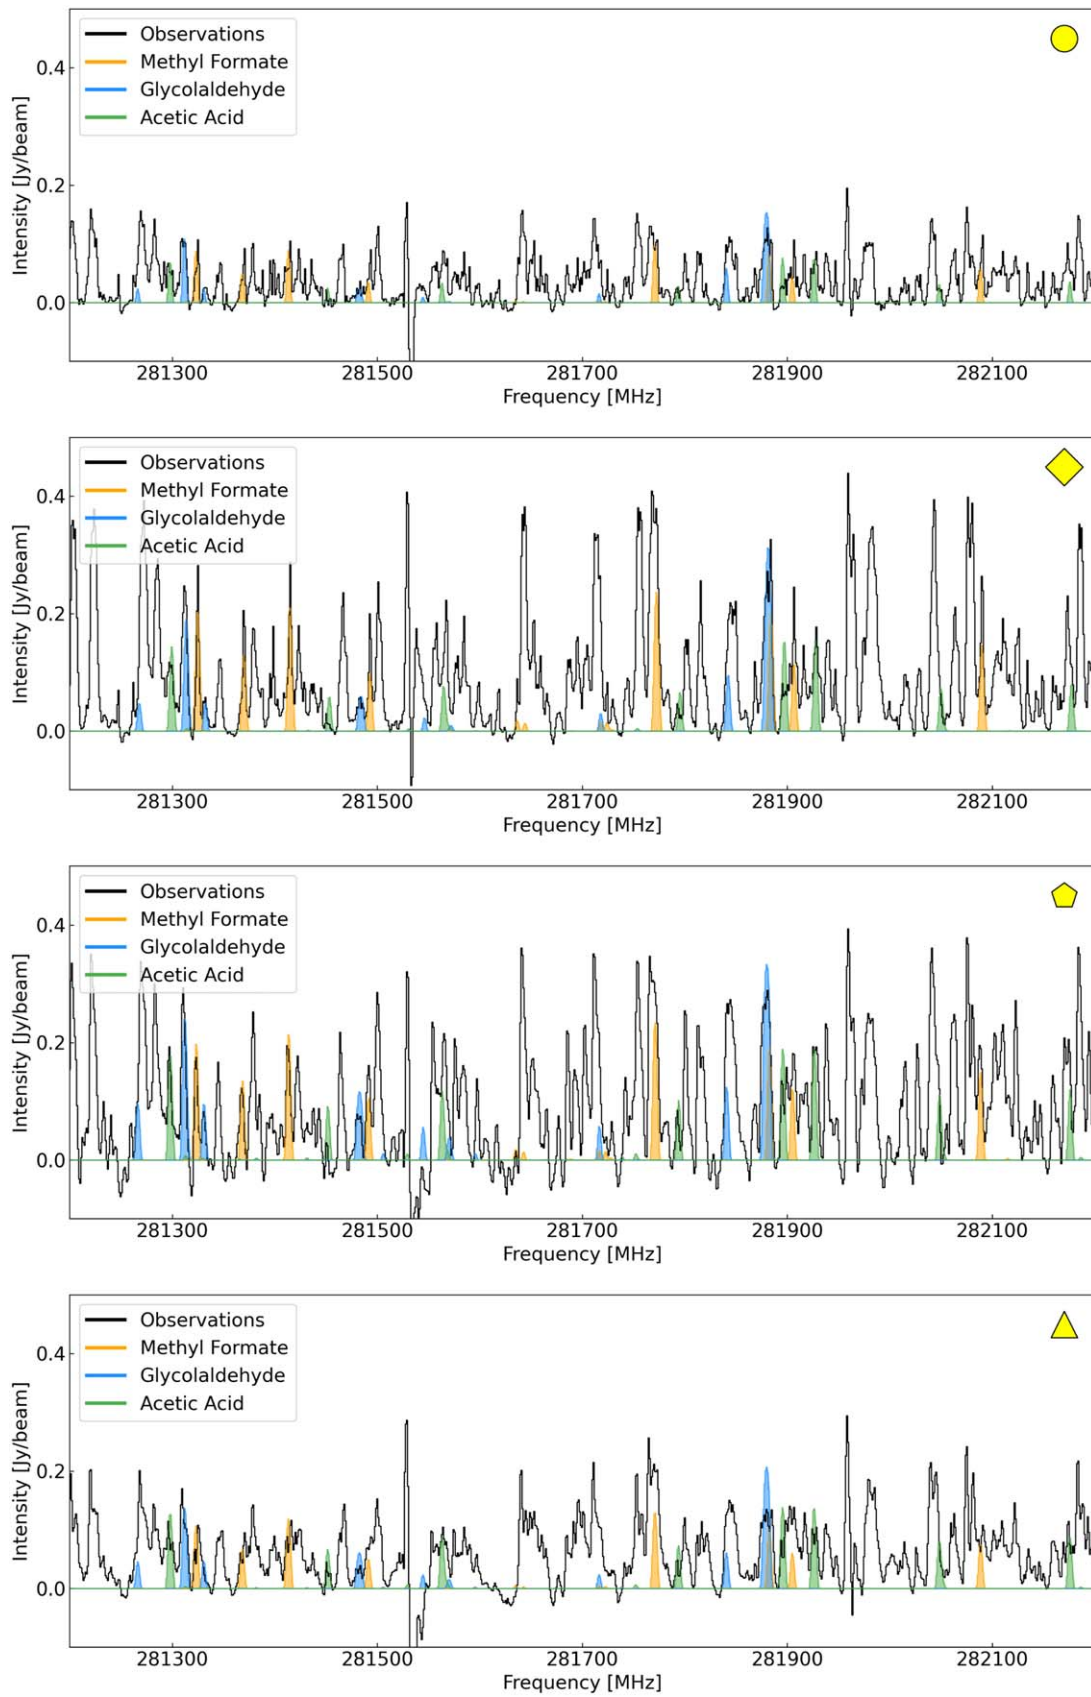 Observations
Methyl Formate
Glycolaldehyde
Acetic Acid
Intensity [Jy/beam]
0.4
0.2
0.0
281300 281500 281700 281900 282100
Frequency [MHz]
Observations
Methyl Formate
Glycolaldehyde
Acetic Acid
Intensity [Jy/beam]
0.4
0.2
0.0
281300 281500 281700 281900 282100
Frequency [MHz]
Observations
Methyl Formate
Glycolaldehyde
Acetic Acid
Intensity [Jy/beam]
0.4
0.2
0.0
281300 281500 281700 281900 282100
Frequency [MHz]
Observations
Methyl Formate
Glycolaldehyde
Acetic Acid
Intensity [Jy/beam]
0.4
0.2
0.0
281300 281500 281700 281900 282100
Frequency [MHz]